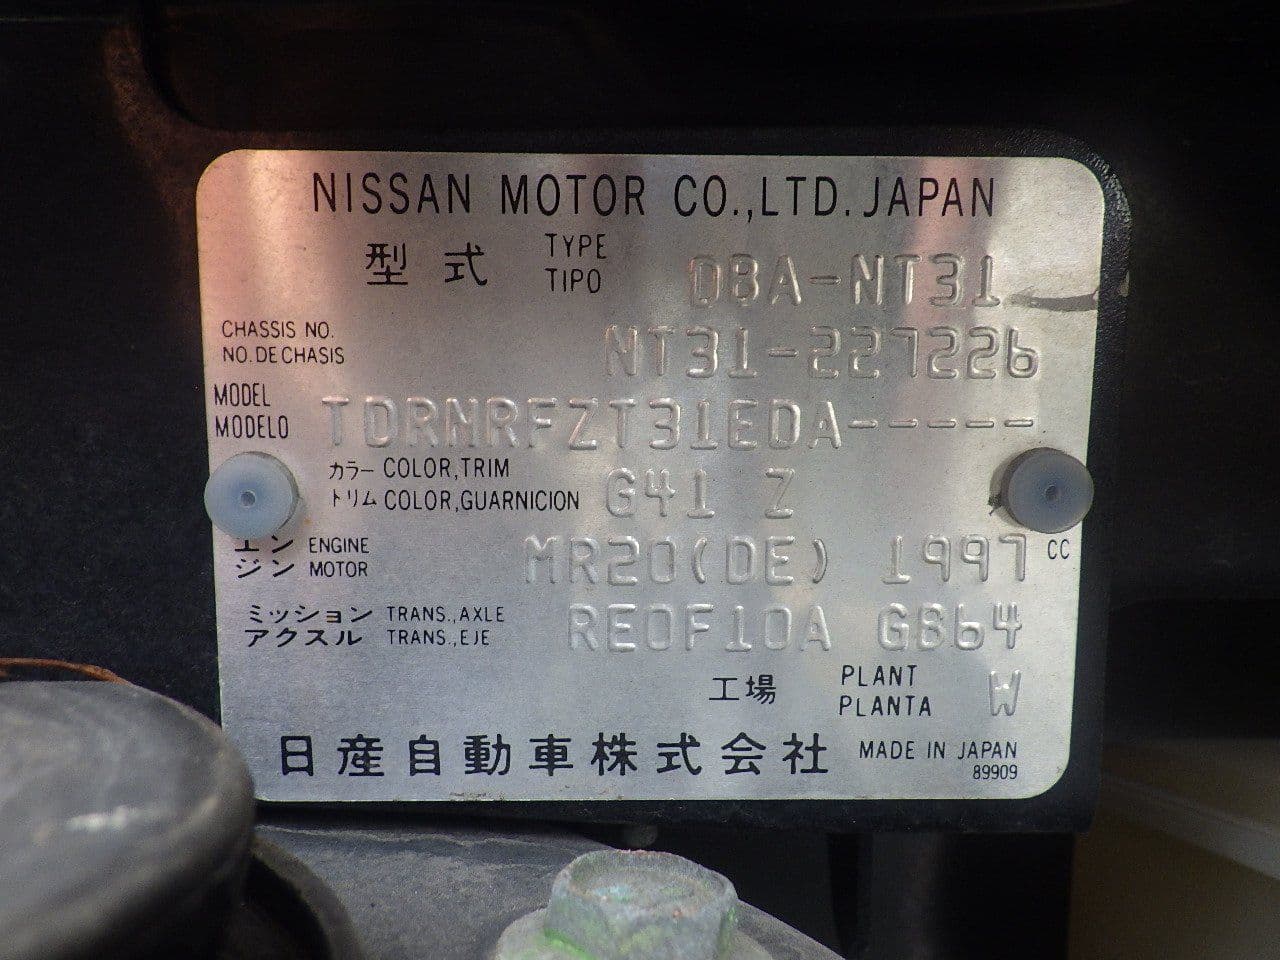 NISSAN MOTOR CO.,LTD. JAPAN
型式 TYPE TIPO DBA-NT31
CHASSIS NO.
NO. DE CHASIS NT31-227226
MODEL
MODELO TDRNRFZT31EDA-----
カラー COLOR,TRIM
トリム COLOR,GUARNICION G41 Z
エン ENGINE
ジン MOTOR MR20(DE) 1997 CC
ミッション TRANS.,AXLE
アクスル TRANS.,EJE RE0F10A GB64
工場 PLANT
PLANTA W
日産自動車株式会社 MADE IN JAPAN
89909